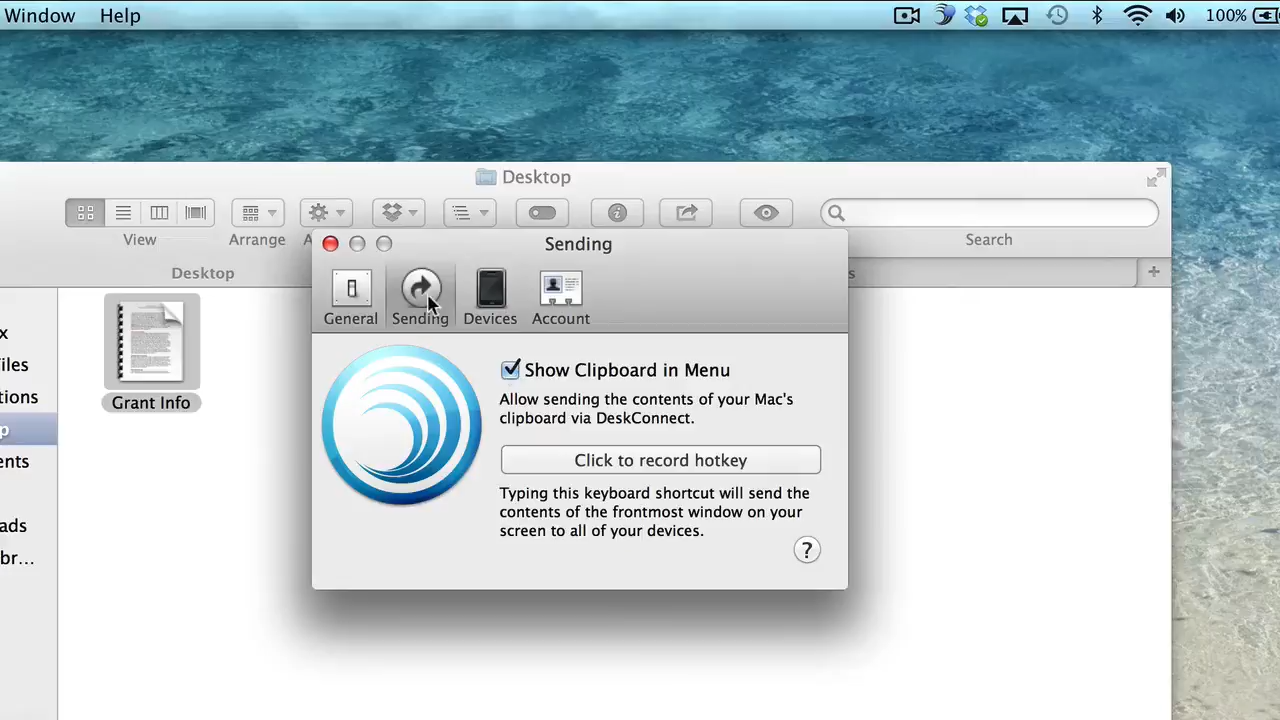 Window Help 100%
Desktop
View Arrange Search
Desktop
Sending
General Sending Devices Account
Grant Info
Show Clipboard in Menu
Allow sending the contents of your Mac's
clipboard via DeskConnect.
Click to record hotkey
Typing this keyboard shortcut will send the
contents of the frontmost window on your
screen to all of your devices.
?